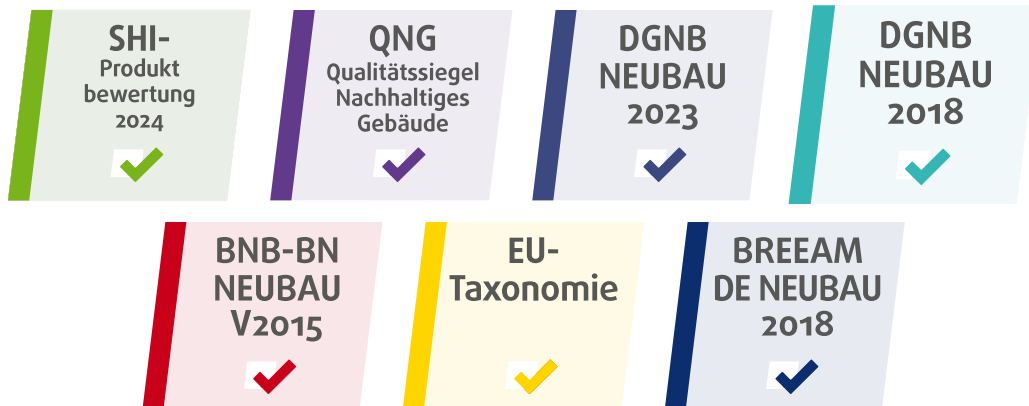 SHI-
Produkt
bewertung
2024
QNG
Qualitätssiegel
Nachhaltiges
Gebäude
DGNB
NEUBAU
2023
DGNB
NEUBAU
2018
BNB-BN
NEUBAU
V2015
EU-
Taxonomie
BREEAM
DE NEUBAU
2018